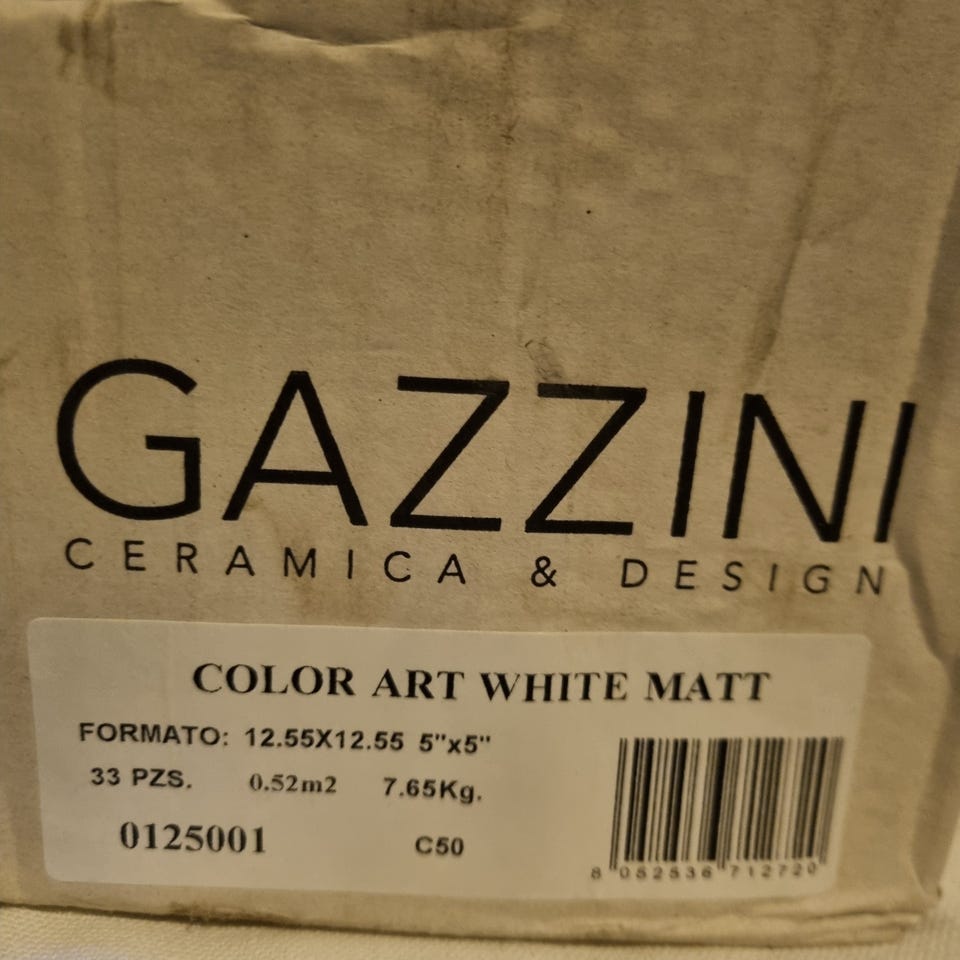 GAZZINI
CERAMICA & DESIGN
COLOR ART WHITE MATT
FORMATO: 12.55X12.55 5"x5"
33 PZS. 0.52m2 7.65Kg.
0125001 C50
8 052536 712720